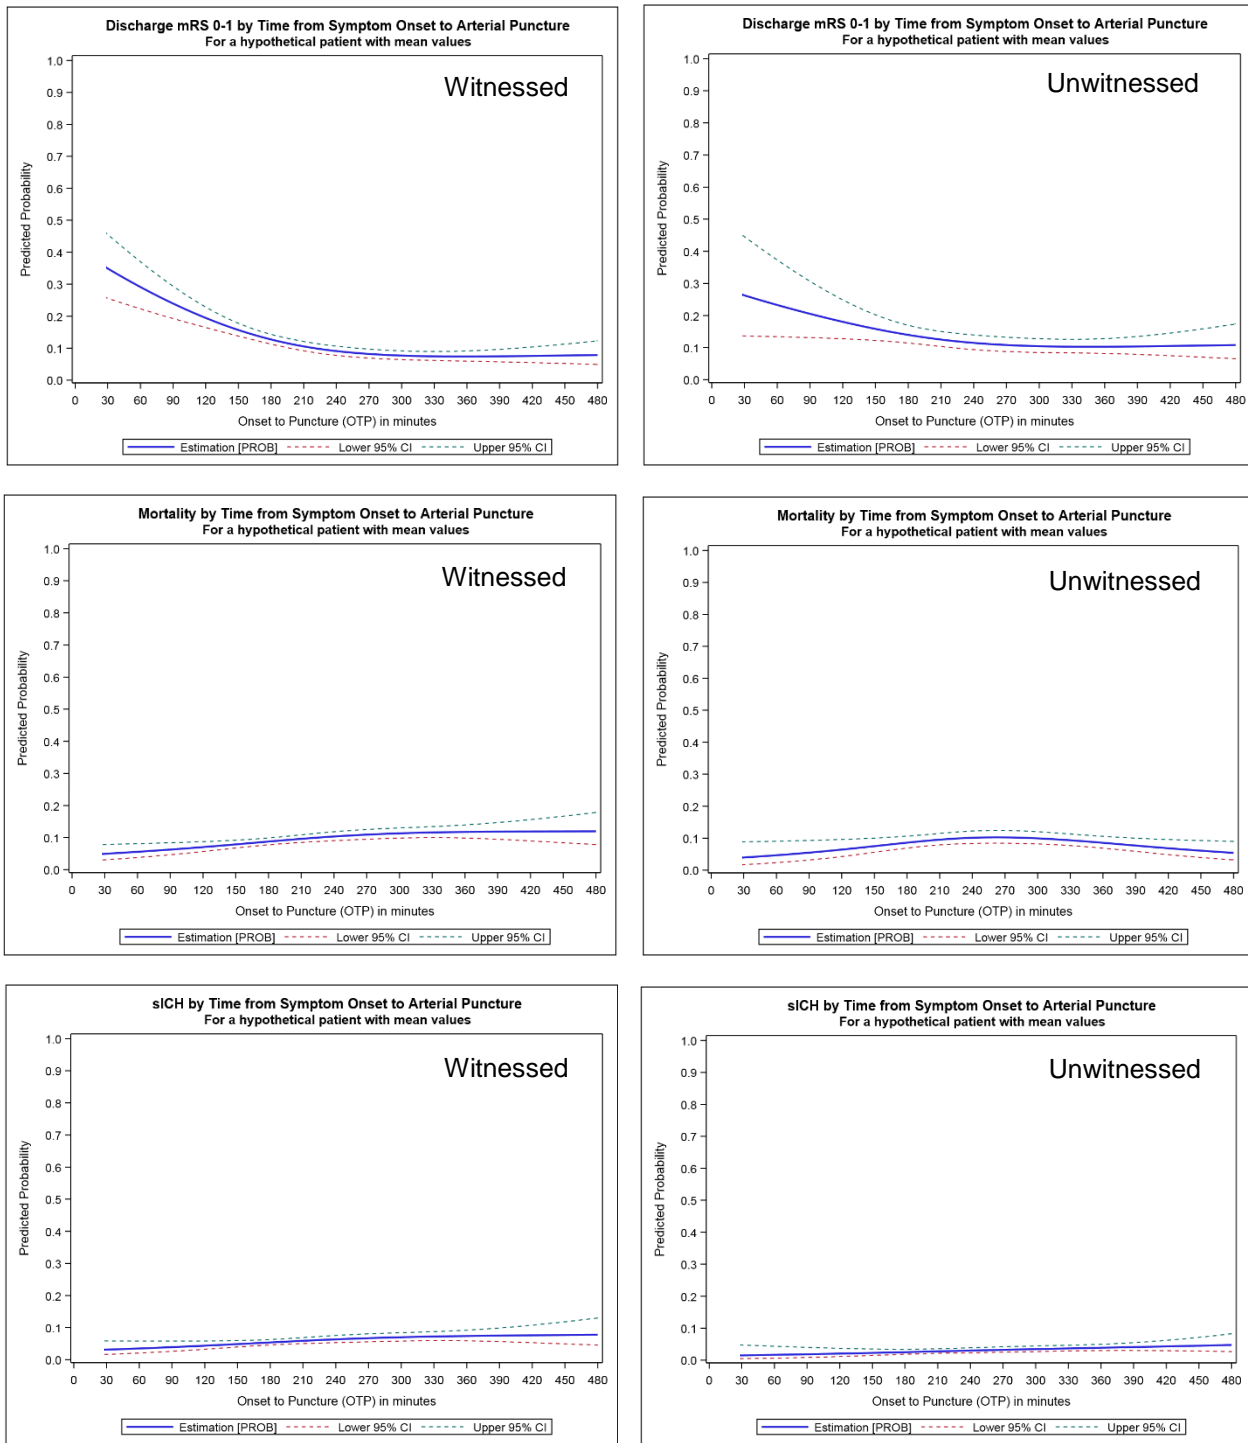 Discharge mRS 0-1 by Time from Symptom Onset to Arterial Puncture
For a hypothetical patient with mean values
Witnessed
Predicted Probability
1.0
0.9
0.8
0.7
0.6
0.5
0.4
0.3
0.2
0.1
0.0
0 30 60 90 120 150 180 210 240 270 300 330 360 390 420 450 480
Onset to Puncture (OTP) in minutes
Estimation [PROB] Lower 95% CI Upper 95% CI
Discharge mRS 0-1 by Time from Symptom Onset to Arterial Puncture
For a hypothetical patient with mean values
Unwitnessed
Predicted Probability
1.0
0.9
0.8
0.7
0.6
0.5
0.4
0.3
0.2
0.1
0.0
0 30 60 90 120 150 180 210 240 270 300 330 360 390 420 450 480
Onset to Puncture (OTP) in minutes
Estimation [PROB] Lower 95% CI Upper 95% CI
Mortality by Time from Symptom Onset to Arterial Puncture
For a hypothetical patient with mean values
Witnessed
Predicted Probability
1.0
0.9
0.8
0.7
0.6
0.5
0.4
0.3
0.2
0.1
0.0
0 30 60 90 120 150 180 210 240 270 300 330 360 390 420 450 480
Onset to Puncture (OTP) in minutes
Estimation [PROB] Lower 95% CI Upper 95% CI
Mortality by Time from Symptom Onset to Arterial Puncture
For a hypothetical patient with mean values
Unwitnessed
Predicted Probability
1.0
0.9
0.8
0.7
0.6
0.5
0.4
0.3
0.2
0.1
0.0
0 30 60 90 120 150 180 210 240 270 300 330 360 390 420 450 480
Onset to Puncture (OTP) in minutes
Estimation [PROB] Lower 95% CI Upper 95% CI
sICH by Time from Symptom Onset to Arterial Puncture
For a hypothetical patient with mean values
Witnessed
Predicted Probability
1.0
0.9
0.8
0.7
0.6
0.5
0.4
0.3
0.2
0.1
0.0
0 30 60 90 120 150 180 210 240 270 300 330 360 390 420 450 480
Onset to Puncture (OTP) in minutes
Estimation [PROB] Lower 95% CI Upper 95% CI
sICH by Time from Symptom Onset to Arterial Puncture
For a hypothetical patient with mean values
Unwitnessed
Predicted Probability
1.0
0.9
0.8
0.7
0.6
0.5
0.4
0.3
0.2
0.1
0.0
0 30 60 90 120 150 180 210 240 270 300 330 360 390 420 450 480
Onset to Puncture (OTP) in minutes
Estimation [PROB] Lower 95% CI Upper 95% CI